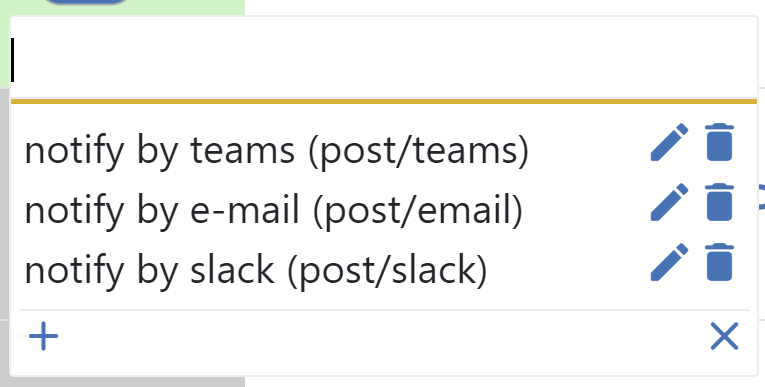 notify by teams (post/teams)
notify by e-mail (post/email)
notify by slack (post/slack)